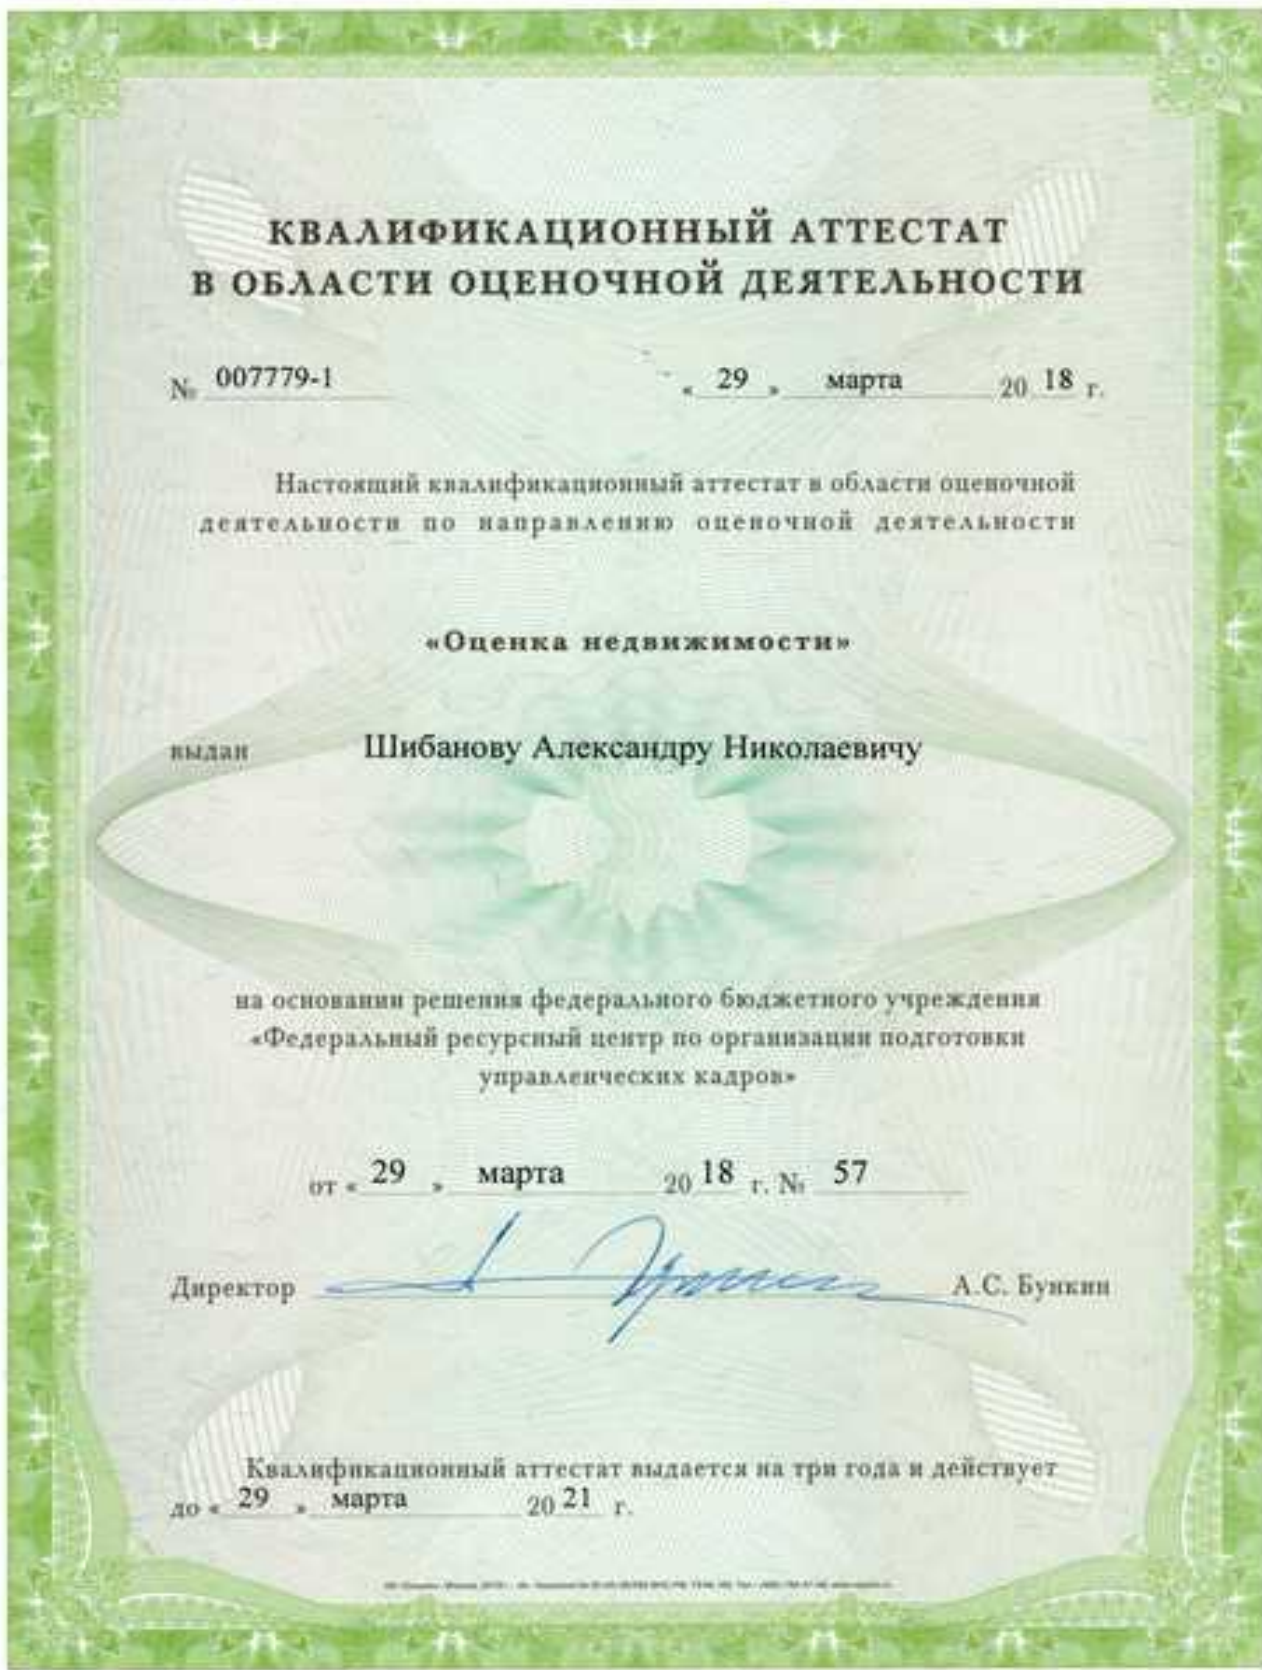 КВАЛИФИКАЦИОННЫЙ АТТЕСТАТ
В ОБЛАСТИ ОЦЕНОЧНОЙ ДЕЯТЕЛЬНОСТИ
№ 007779-1 « 29 » марта 20 18 г.
Настоящий квалификационный аттестат в области оценочной
деятельности по направлению оценочной деятельности
«Оценка недвижимости»
выдан Шибанову Александру Николаевичу
на основании решения федерального бюджетного учреждения
«Федеральный ресурсный центр по организации подготовки
управленческих кадров»
от « 29 » марта 20 18 г. № 57
Директор А.С. Бункин
Квалификационный аттестат выдается на три года и действует
до « 29 » марта 20 21 г.